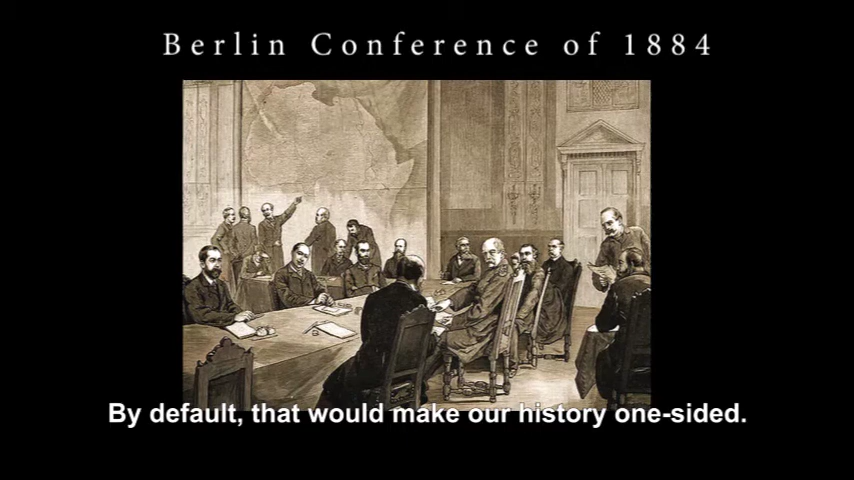 Berlin Conference of 1884
By default, that would make our history one-sided.